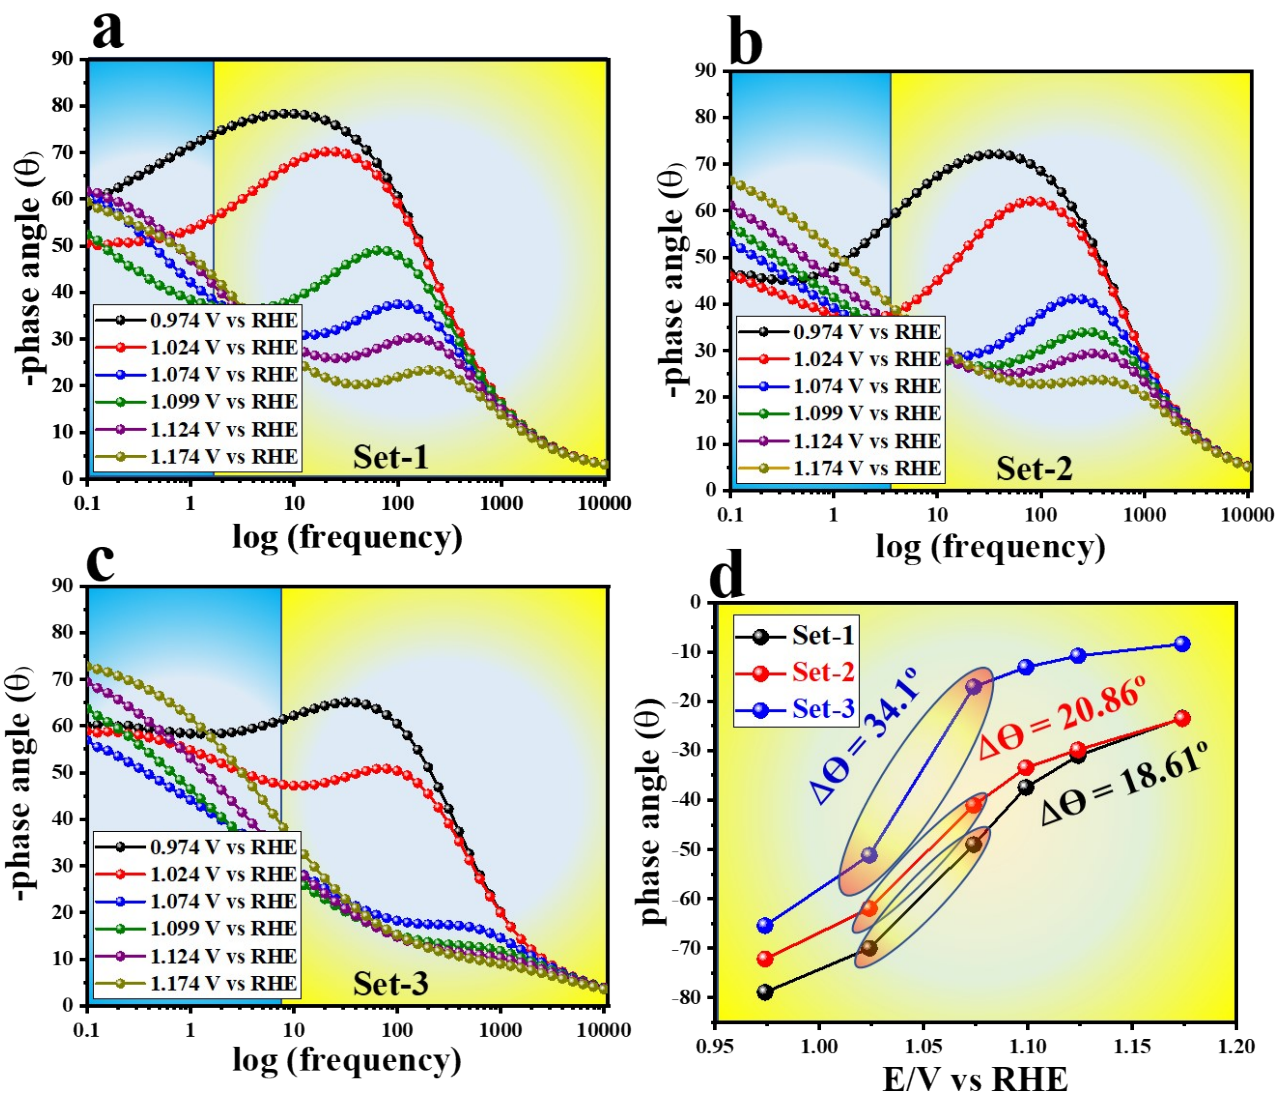 a
90
80
70
60
50
40
30
20
10
0
-phase angle (θ)
0.974 V vs RHE
1.024 V vs RHE
1.074 V vs RHE
1.099 V vs RHE
1.124 V vs RHE
1.174 V vs RHE
Set-1
0.1 1 10 100 1000 10000
log (frequency)
b
90
80
70
60
50
40
30
20
10
0
-phase angle (θ)
0.974 V vs RHE
1.024 V vs RHE
1.074 V vs RHE
1.099 V vs RHE
1.124 V vs RHE
1.174 V vs RHE
Set-2
0.1 1 10 100 1000 10000
log (frequency)
c
90
80
70
60
50
40
30
20
10
0
-phase angle (θ)
0.974 V vs RHE
1.024 V vs RHE
1.074 V vs RHE
1.099 V vs RHE
1.124 V vs RHE
1.174 V vs RHE
Set-3
0.1 1 10 100 1000 10000
log (frequency)
d
0
-10
-20
-30
-40
-50
-60
-70
-80
phase angle (θ)
Set-1
Set-2
Set-3
ΔΘ = 34.1º
ΔΘ = 20.86º
ΔΘ = 18.61º
0.95 1.00 1.05 1.10 1.15 1.20
E/V vs RHE